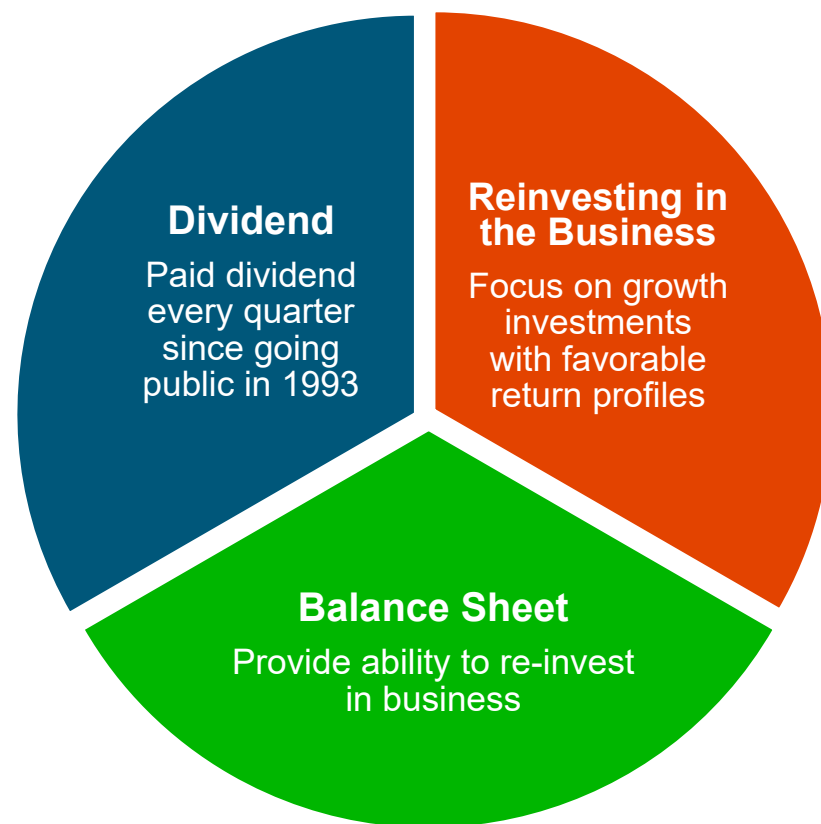 Dividend
Paid dividend
every quarter
since going
public in 1993
Reinvesting in
the Business
Focus on growth
investments
with favorable
return profiles
Balance Sheet
Provide ability to re-invest
in business